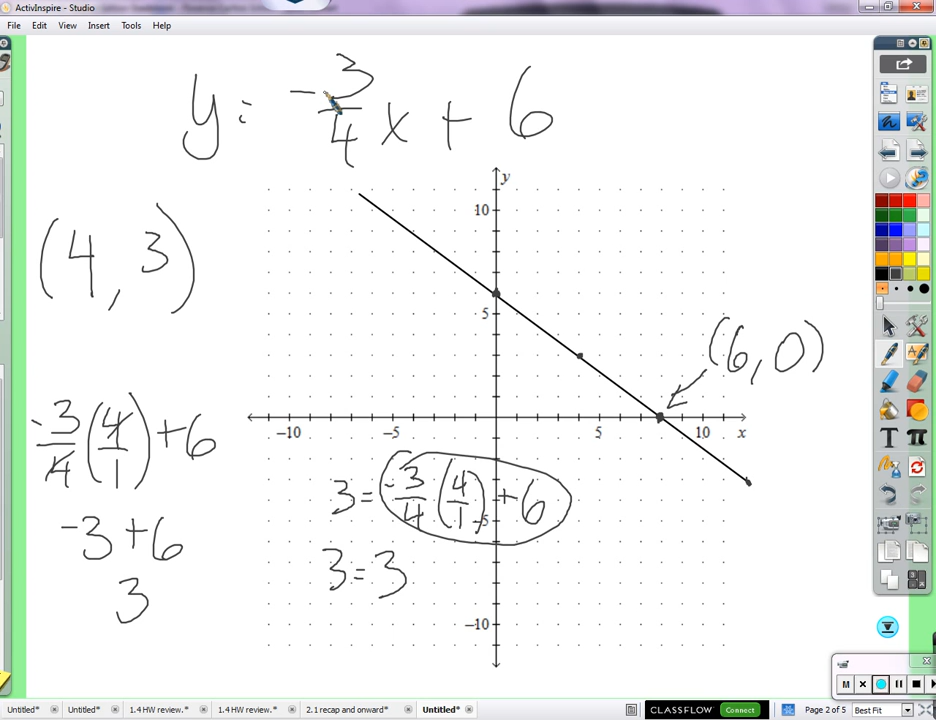 ActivInspire - Studio
File Edit View Insert Tools Help
y = -3/4 x + 6
(4, 3)
y
10
5
-10 -5 5 10 x
-5
-10
(6, 0)
-3/4 (4/1) + 6
-3 + 6
3
3 = -3/4 (4/1) + 6
3 = 3
Untitled* Untitled* 1.4 HW review.* 1.4 HW review.* 2.1 recap and onward* Untitled*
CLASSFLOW Connect
Page 2 of 5
Best Fit
M